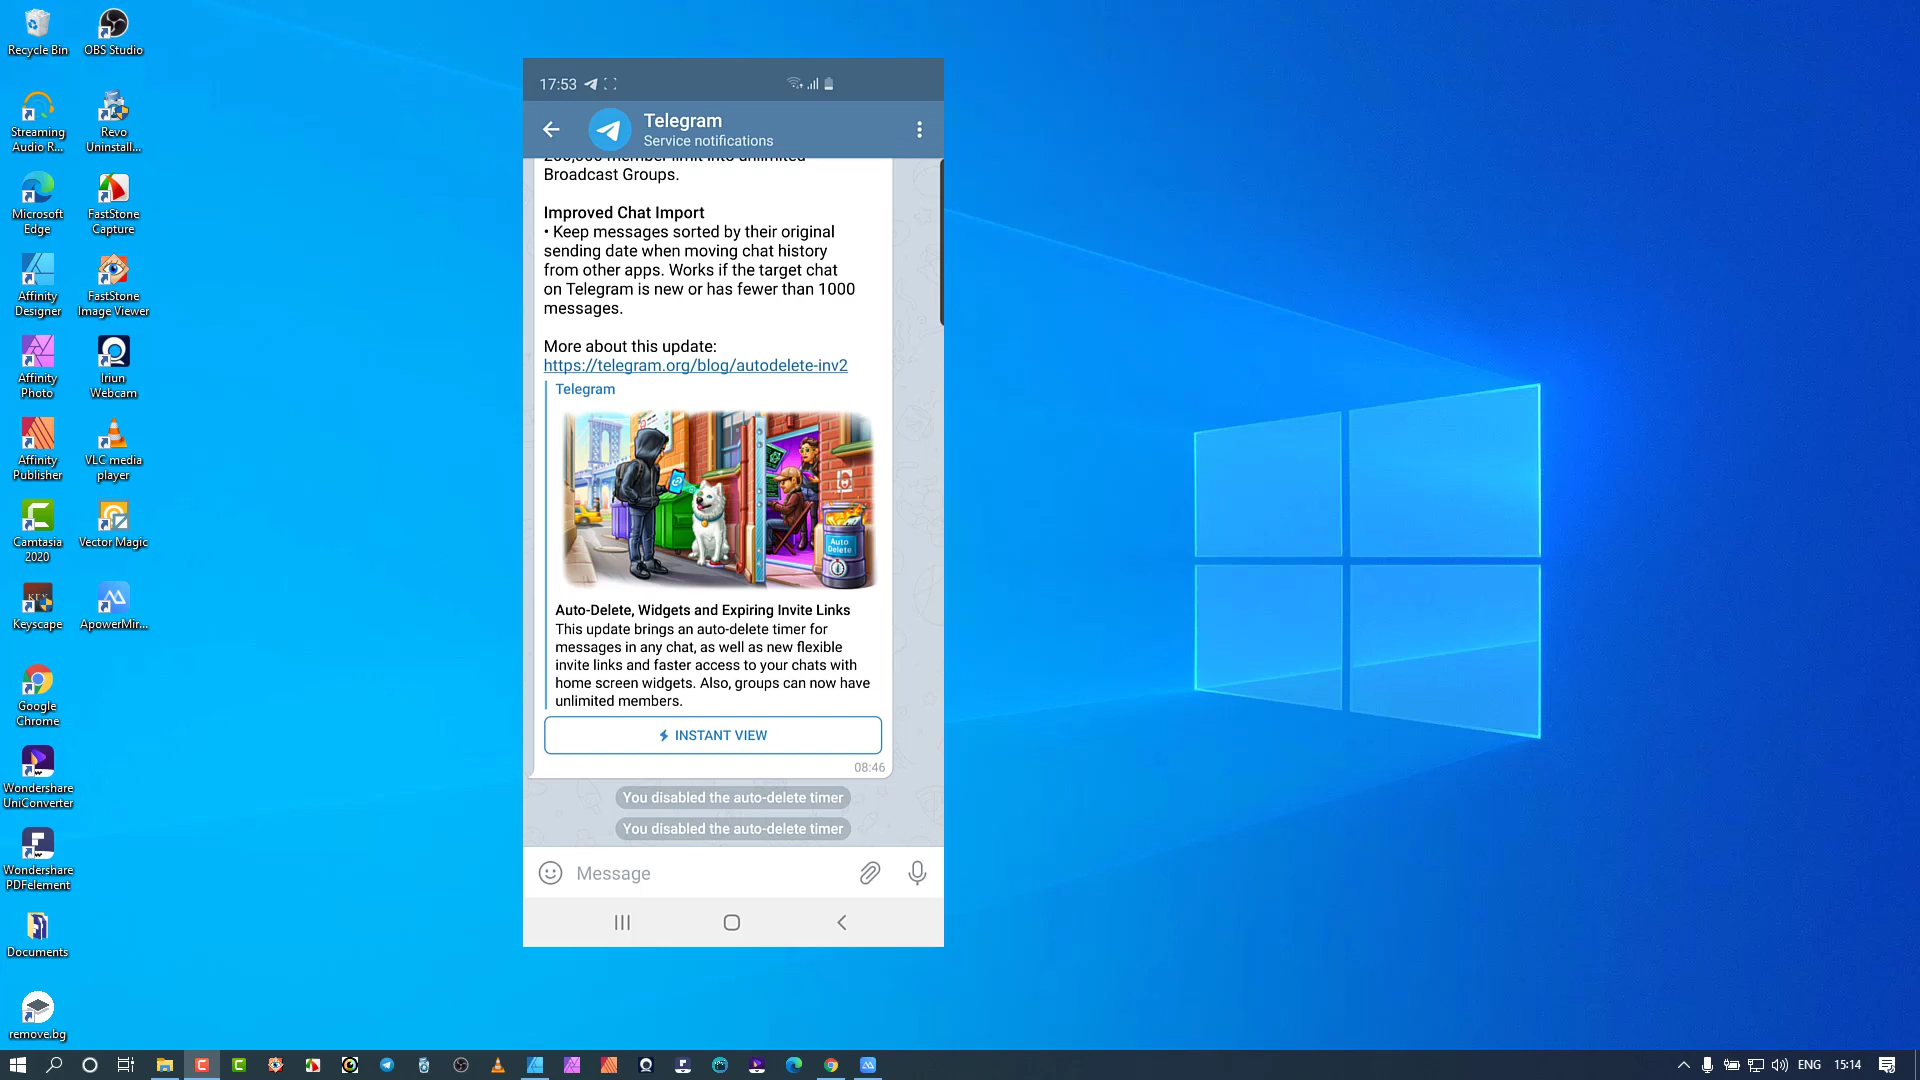 Recycle Bin
OBS Studio
Streaming
Audio R...
Revo
Uninstall...
Microsoft
Edge
FastStone
Capture
Affinity
Designer
FastStone
Image Viewer
Affinity
Photo
Iriun
Webcam
Affinity
Publisher
VLC media
player
Camtasia
2020
Vector Magic
KEY
Keyscape
ApowerMir...
Google
Chrome
Wondershare
UniConverter
Wondershare
PDFelement
Documents
remove.bg
17:53
Telegram
Service notifications
200,000 member limit into unlimited
Broadcast Groups.
Improved Chat Import
• Keep messages sorted by their original
sending date when moving chat history
from other apps. Works if the target chat
on Telegram is new or has fewer than 1000
messages.
More about this update:
https://telegram.org/blog/autodelete-inv2
Telegram
Auto
Delete
Auto-Delete, Widgets and Expiring Invite Links
This update brings an auto-delete timer for
messages in any chat, as well as new flexible
invite links and faster access to your chats with
home screen widgets. Also, groups can now have
unlimited members.
INSTANT VIEW
08:46
You disabled the auto-delete timer
You disabled the auto-delete timer
Message
ENG
15:14